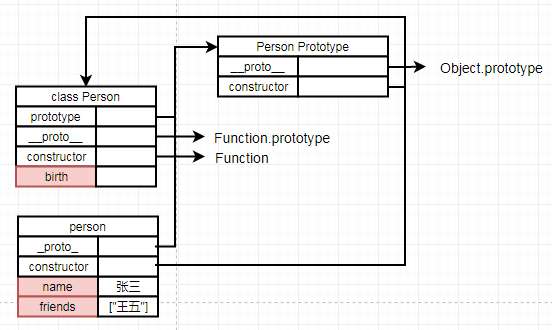 Person Prototype
__proto__
Object.prototype
constructor
class Person
prototype
__proto__
Function.prototype
constructor
Function
birth
person
_proto_
constructor
name 张三
friends ["王五"]